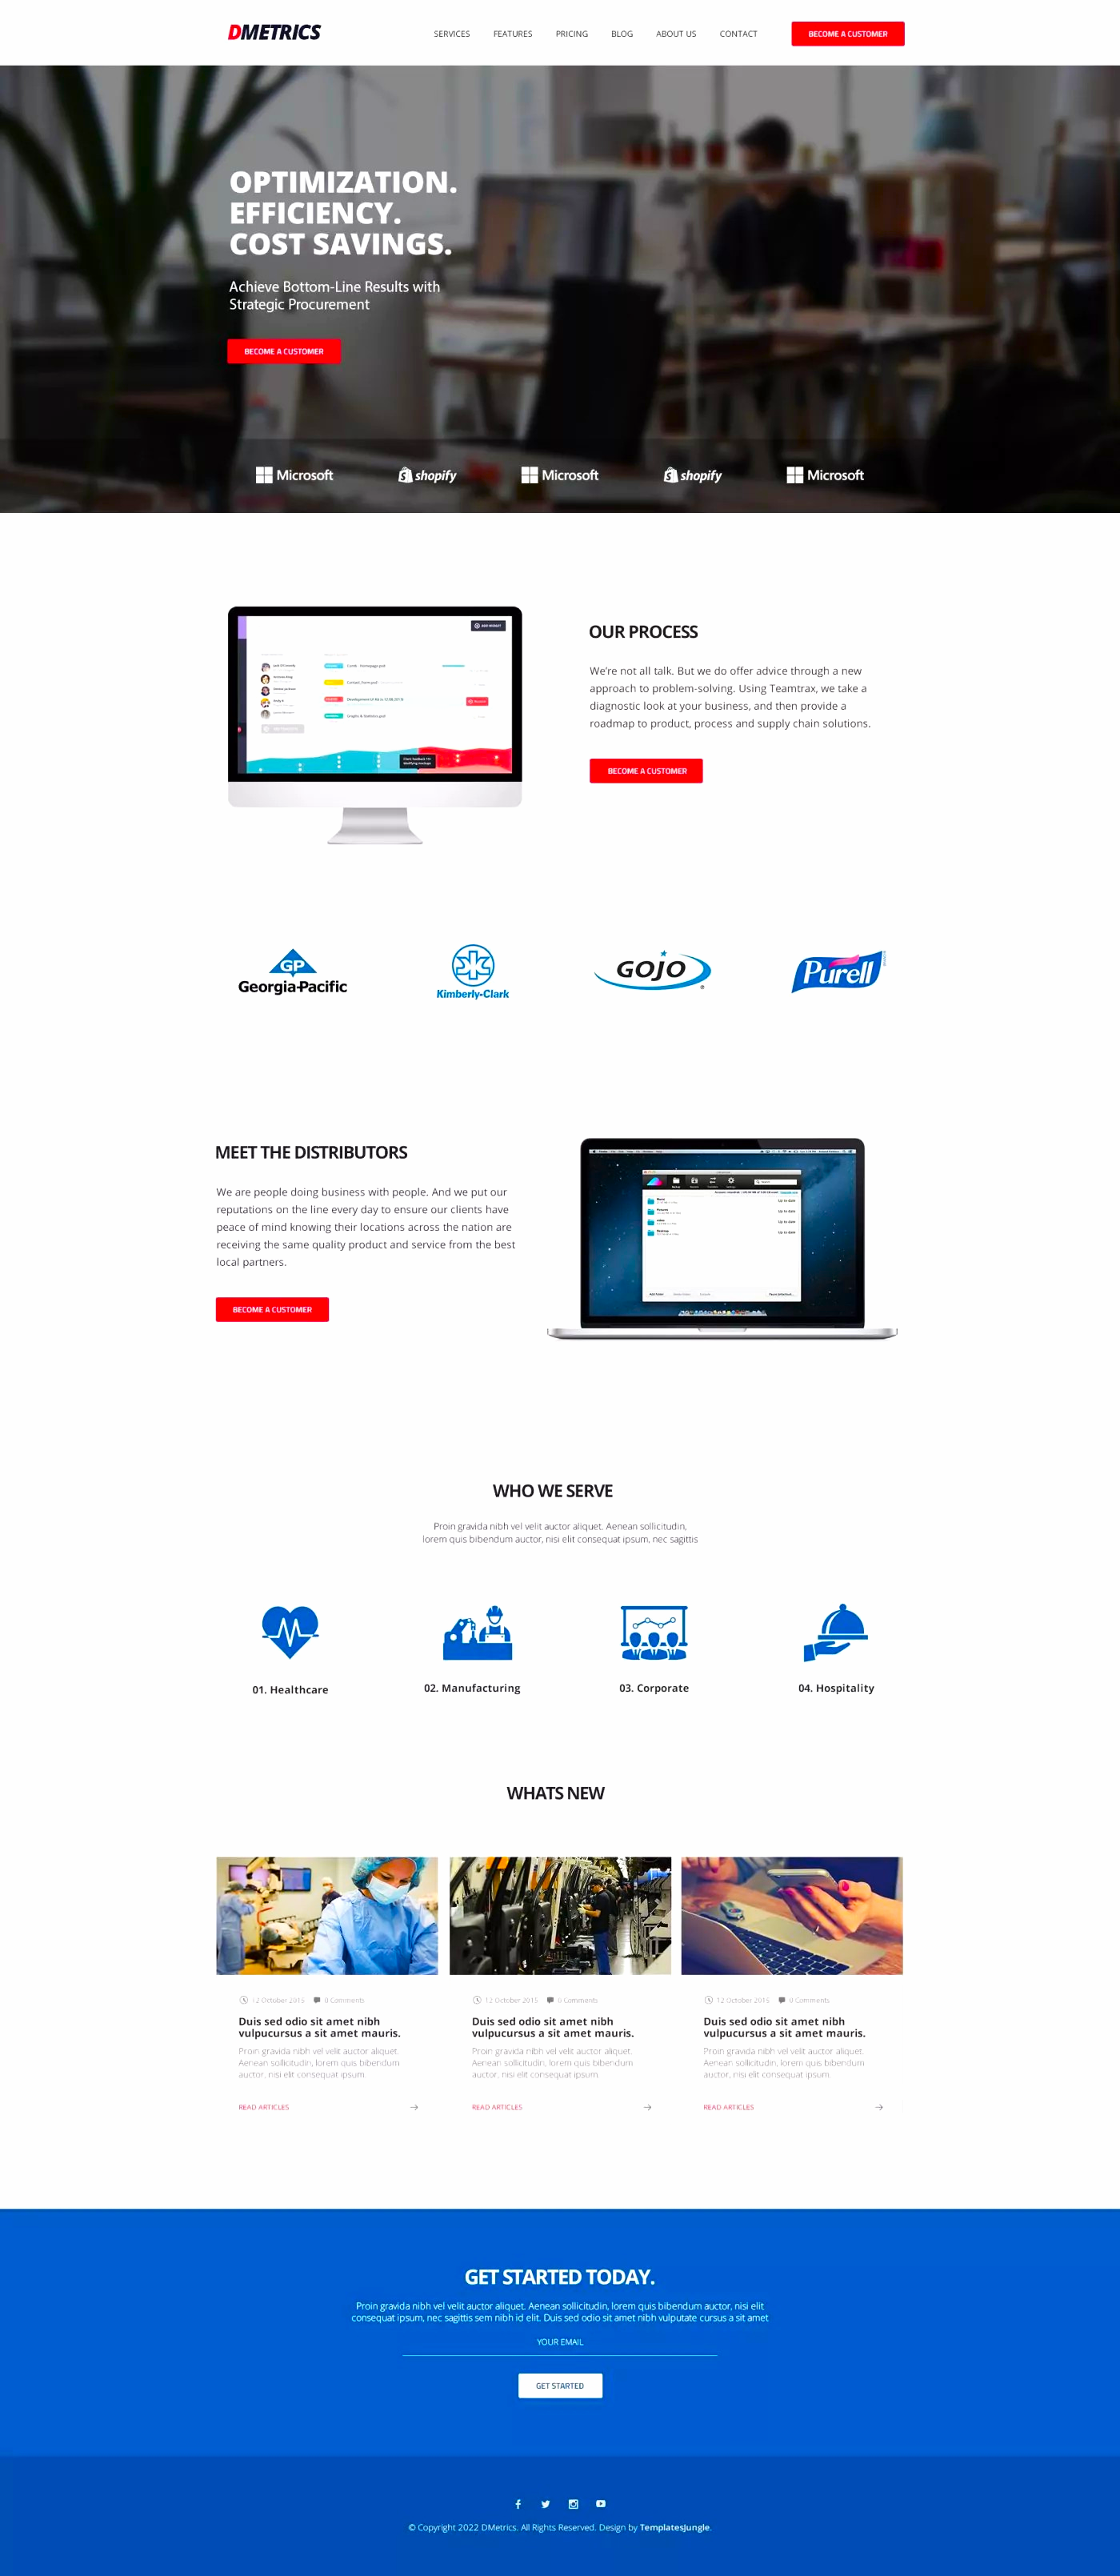 DMETRICS
SERVICES FEATURES PRICING BLOG ABOUT US CONTACT BECOME A CUSTOMER
OPTIMIZATION.
EFFICIENCY.
COST SAVINGS.
Achieve Bottom-Line Results with
Strategic Procurement
BECOME A CUSTOMER
Microsoft shopify Microsoft shopify Microsoft
ADD WIDGET
OUR PROCESS
We're not all talk. But we do offer advice through a new
approach to problem-solving. Using Teamtrax, we take a
diagnostic look at your business, and then provide a
roadmap to product, process and supply chain solutions.
BECOME A CUSTOMER
GP
Georgia-Pacific
Kimberly-Clark
GOJO
Purell
MEET THE DISTRIBUTORS
We are people doing business with people. And we put our
reputations on the line every day to ensure our clients have
peace of mind knowing their locations across the nation are
receiving the same quality product and service from the best
local partners.
BECOME A CUSTOMER
Up to date
Up to date
Up to date
Up to date
WHO WE SERVE
Proin gravida nibh vel velit auctor aliquet. Aenean sollicitudin,
lorem quis bibendum auctor, nisi elit consequat ipsum, nec sagittis
01. Healthcare
02. Manufacturing
03. Corporate
04. Hospitality
WHATS NEW
12 October 2015 0 Comments
Duis sed odio sit amet nibh
vulpucursus a sit amet mauris.
Proin gravida nibh vel velit auctor aliquet.
Aenean sollicitudin, lorem quis bibendum
auctor, nisi elit consequat ipsum.
READ ARTICLES
12 October 2015 0 Comments
Duis sed odio sit amet nibh
vulpucursus a sit amet mauris.
Proin gravida nibh vel velit auctor aliquet.
Aenean sollicitudin, lorem quis bibendum
auctor, nisi elit consequat ipsum.
READ ARTICLES
12 October 2015 0 Comments
Duis sed odio sit amet nibh
vulpucursus a sit amet mauris.
Proin gravida nibh vel velit auctor aliquet.
Aenean sollicitudin, lorem quis bibendum
auctor, nisi elit consequat ipsum.
READ ARTICLES
GET STARTED TODAY.
Proin gravida nibh vel velit auctor aliquet. Aenean sollicitudin, lorem quis bibendum auctor, nisi elit
consequat ipsum, nec sagittis sem nibh id elit. Duis sed odio sit amet nibh vulputate cursus a sit amet
YOUR EMAIL
GET STARTED
© Copyright 2022 DMetrics. All Rights Reserved. Design by TemplatesJungle.